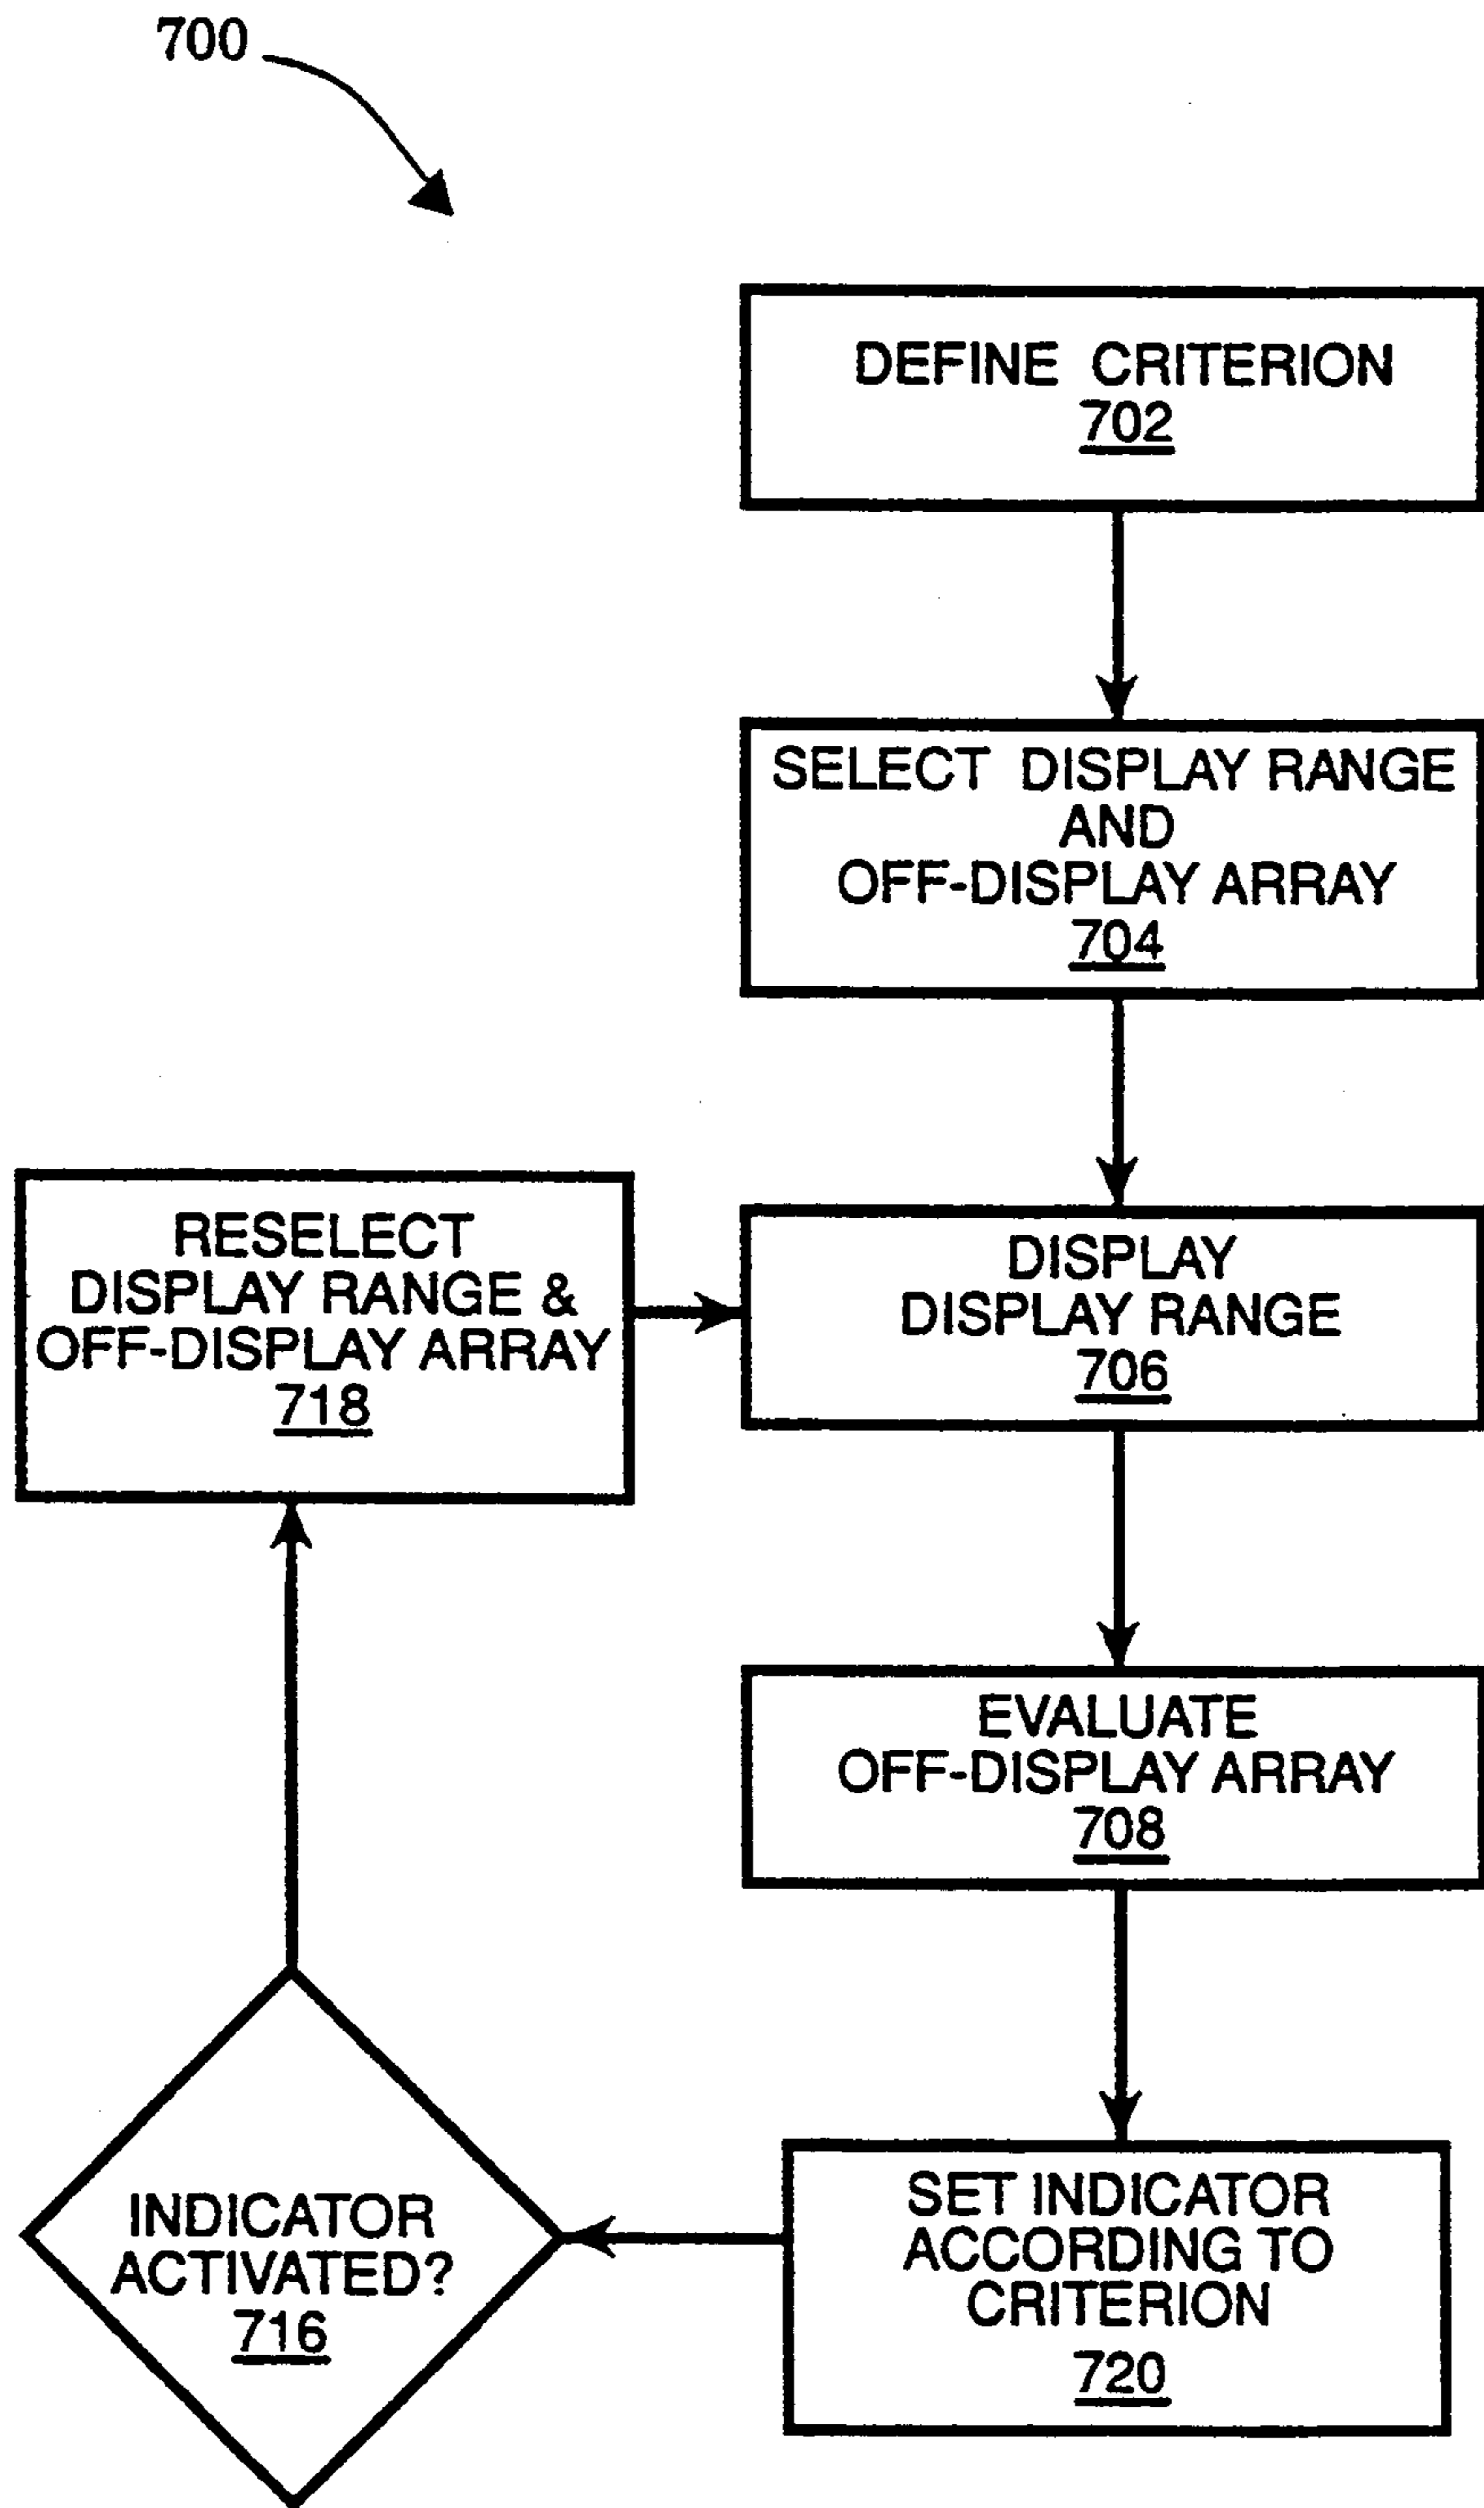 700
DEFINE CRITERION
702
SELECT DISPLAY RANGE
AND
OFF-DISPLAY ARRAY
704
RESELECT
DISPLAY RANGE &
OFF-DISPLAY ARRAY
718
DISPLAY
DISPLAY RANGE
706
EVALUATE
OFF-DISPLAY ARRAY
708
INDICATOR
ACTIVATED?
716
SET INDICATOR
ACCORDING TO
CRITERION
720